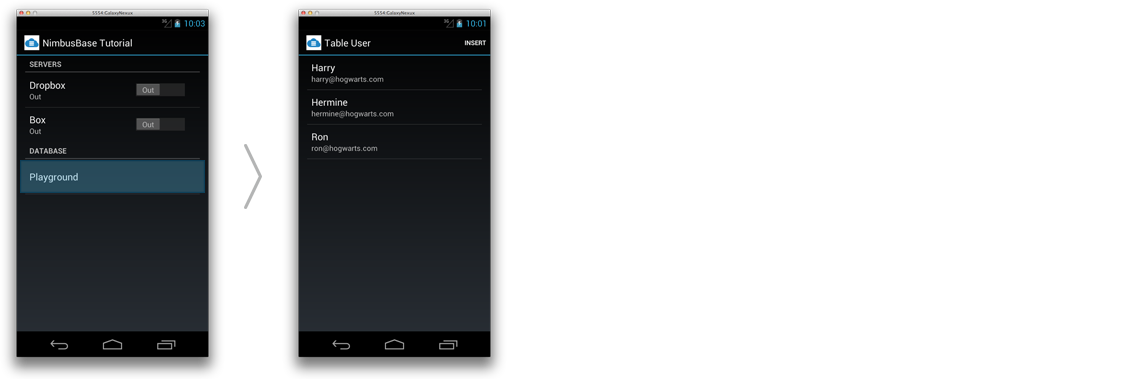 5554:GalaxyNexus
3G 10:03
NimbusBase Tutorial
SERVERS
Dropbox
Out
Out
Box
Out
Out
DATABASE
Playground
5554:GalaxyNexus
3G 10:01
Table User
INSERT
Harry
harry@hogwarts.com
Hermine
hermine@hogwarts.com
Ron
ron@hogwarts.com